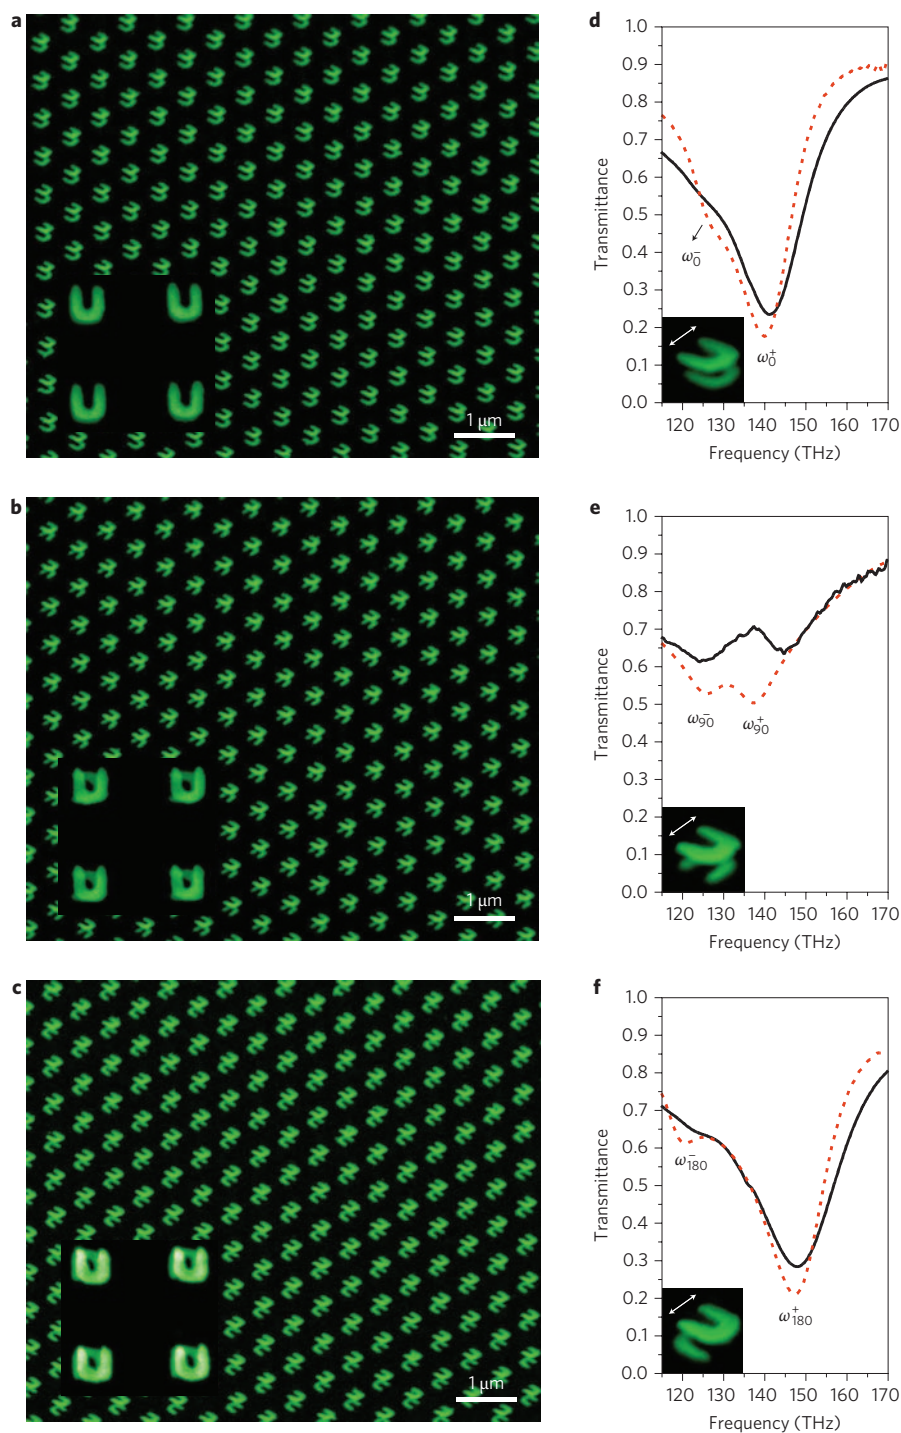 a
1 μm
d
1.0
0.9
0.8
0.7
0.6
0.5
0.4
0.3
0.2
0.1
0.0
Transmittance
ω₀⁻
ω₀⁺
120 130 140 150 160 170
Frequency (THz)
b
1 μm
e
1.0
0.9
0.8
0.7
0.6
0.5
0.4
0.3
0.2
0.1
0.0
Transmittance
ω₉₀⁻
ω₉₀⁺
120 130 140 150 160 170
Frequency (THz)
c
1 μm
f
1.0
0.9
0.8
0.7
0.6
0.5
0.4
0.3
0.2
0.1
0.0
Transmittance
ω₁₈₀⁻
ω₁₈₀⁺
120 130 140 150 160 170
Frequency (THz)